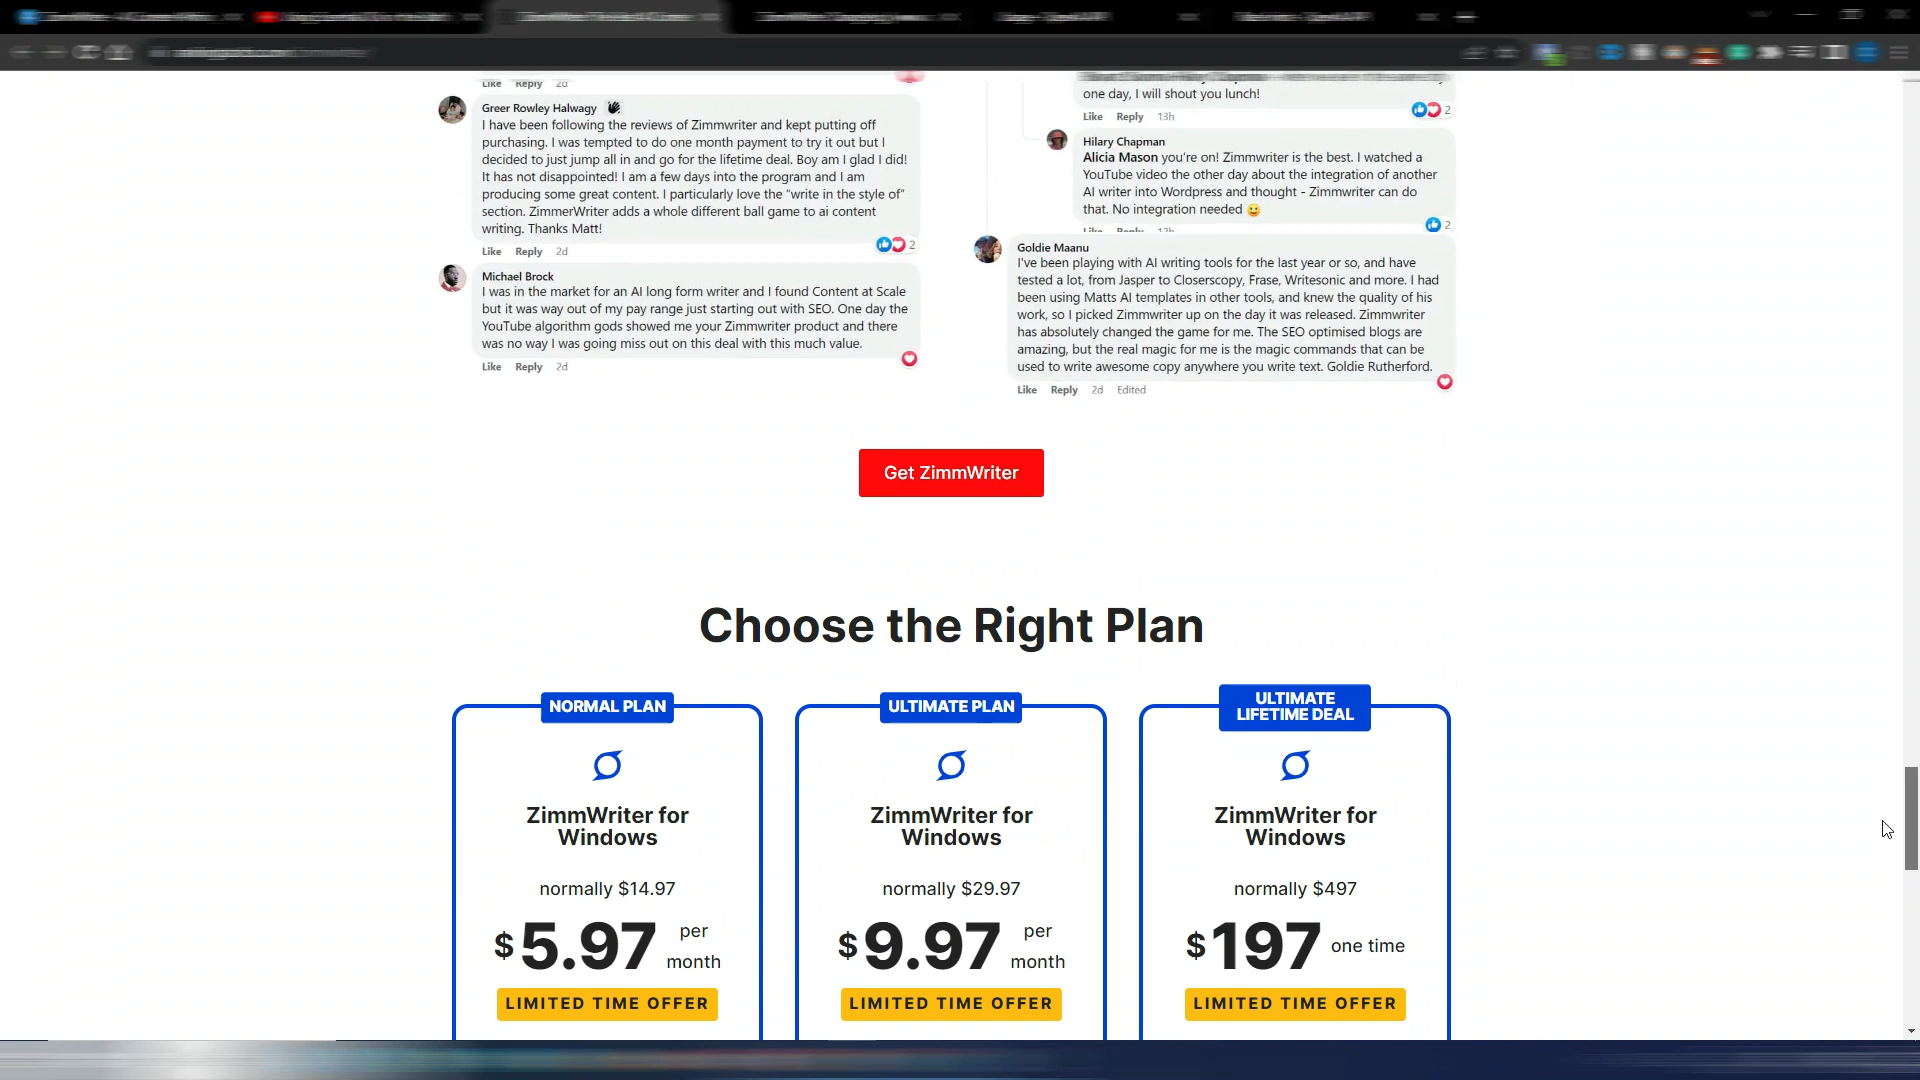 Like Reply 2d
Greer Rowley Halwagy
I have been following the reviews of Zimmwriter and kept putting off
purchasing. I was tempted to do one month payment to try it out but I
decided to just jump all in and go for the lifetime deal. Boy am I glad I did!
It has not disappointed! I am a few days into the program and I am
producing some great content. I particularly love the “write in the style of”
section. ZimmerWriter adds a whole different ball game to ai content
writing. Thanks Matt!
2
Like Reply 2d
Michael Brock
I was in the market for an AI long form writer and I found Content at Scale
but it was way out of my pay range just starting out with SEO. One day the
YouTube algorithm gods showed me your Zimmwriter product and there
was no way I was going miss out on this deal with this much value.
Like Reply 2d
one day, I will shout you lunch!
2
Like Reply 13h
Hilary Chapman
Alicia Mason you're on! Zimmwriter is the best. I watched a
YouTube video the other day about the integration of another
AI writer into Wordpress and thought - Zimmwriter can do
that. No integration needed
2
Like Reply 12h
Goldie Maanu
I've been playing with AI writing tools for the last year or so, and have
tested a lot, from Jasper to Closerscopy, Frase, Writesonic and more. I had
been using Matts AI templates in other tools, and knew the quality of his
work, so I picked Zimmwriter up on the day it was released. Zimmwriter
has absolutely changed the game for me. The SEO optimised blogs are
amazing, but the real magic for me is the magic commands that can be
used to write awesome copy anywhere you write text. Goldie Rutherford.
Like Reply 2d Edited
Get ZimmWriter
Choose the Right Plan
NORMAL PLAN
ZimmWriter for
Windows
normally $14.97
$5.97 per
month
LIMITED TIME OFFER
ULTIMATE PLAN
ZimmWriter for
Windows
normally $29.97
$9.97 per
month
LIMITED TIME OFFER
ULTIMATE
LIFETIME DEAL
ZimmWriter for
Windows
normally $497
$197 one time
LIMITED TIME OFFER